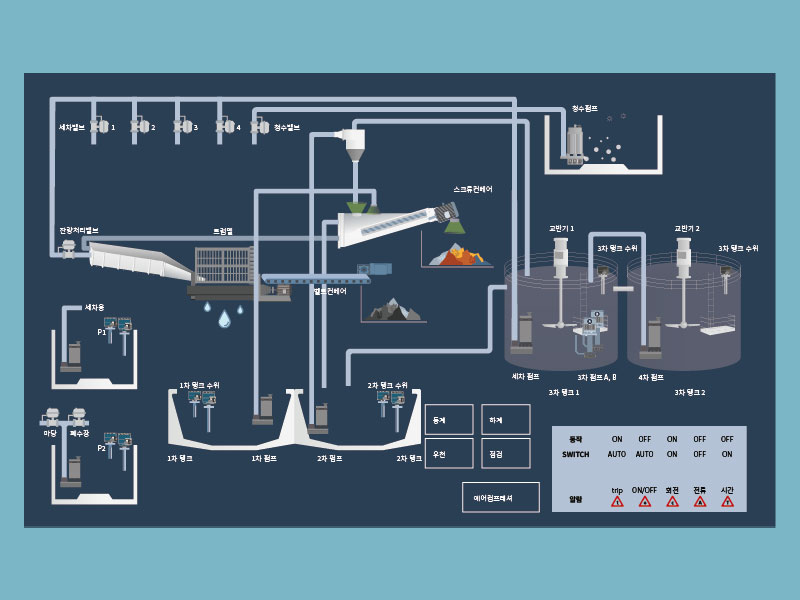 청수펌프
세차밸브 1 2 3 4 청수밸브
스크류컨베어
잔량처리밸브
트럼멜
교반기 1
교반기 2
3차 탱크 수위
3차 탱크 수위
벨트컨베어
세차용
P1
세차 펌프
3차 펌프 A, B
4차 펌프
1차 탱크 수위
2차 탱크 수위
3차 탱크 1
3차 탱크 2
동계
하계
마당
폐수장
P2
우천
점검
1차 탱크
1차 펌프
2차 펌프
2차 탱크
동작 ON OFF ON OFF OFF
SWITCH AUTO AUTO ON OFF ON
에어컴프레셔
trip ON/OFF 회전 전류 시간
알람